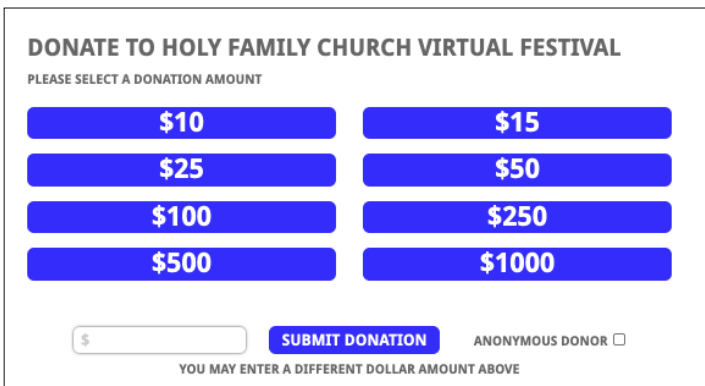 DONATE TO HOLY FAMILY CHURCH VIRTUAL FESTIVAL
PLEASE SELECT A DONATION AMOUNT
$10 $15
$25 $50
$100 $250
$500 $1000
$ SUBMIT DONATION ANONYMOUS DONOR
YOU MAY ENTER A DIFFERENT DOLLAR AMOUNT ABOVE